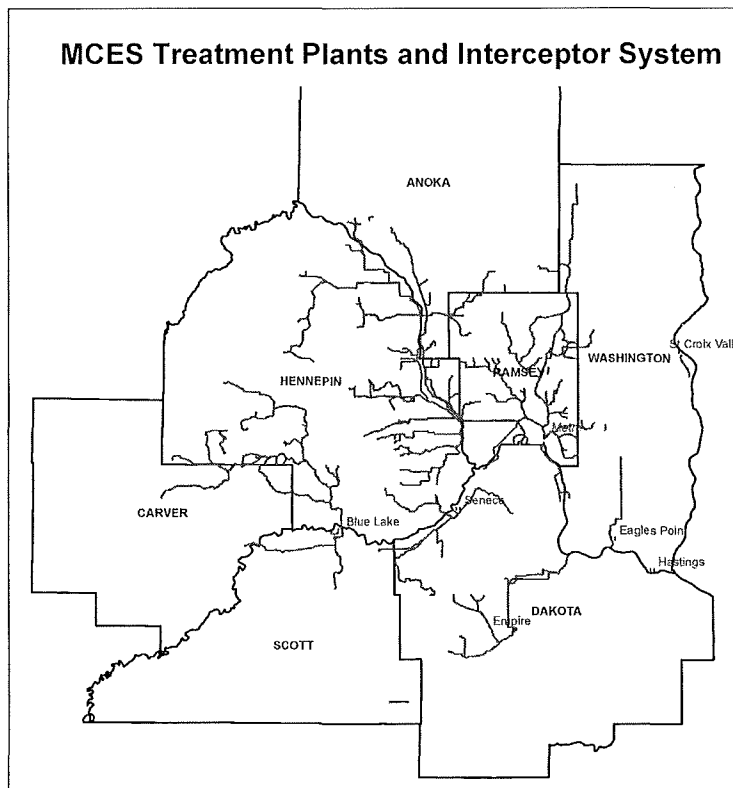 MCES Treatment Plants and Interceptor System
ANOKA
St Croix Vall
WASHINGTON
RAMSEY
HENNEPIN
Metr
CARVER
Seneca
Blue Lake
Eagles Poin
Hastings
DAKOTA
Empire
SCOTT